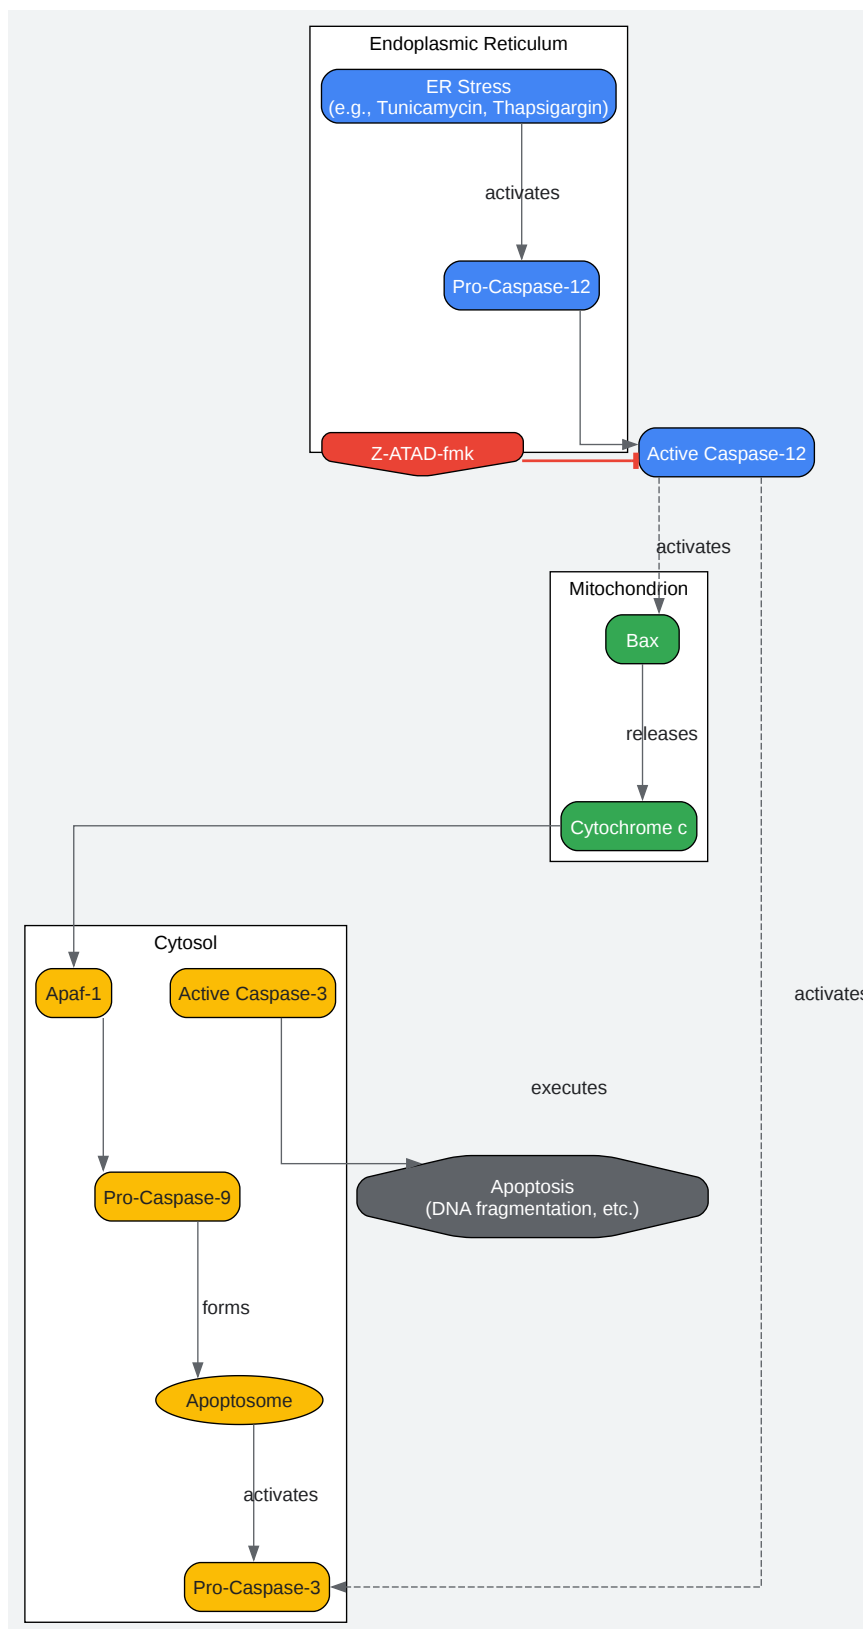 Endoplasmic Reticulum
ER Stress
(e.g., Tunicamycin, Thapsigargin)
activates
Pro-Caspase-12
Z-ATAD-fmk
Active Caspase-12
activates
Mitochondrion
Bax
releases
Cytochrome c
Cytosol
Apaf-1
Active Caspase-3
activates
executes
Apoptosis
(DNA fragmentation, etc.)
Pro-Caspase-9
forms
Apoptosome
activates
Pro-Caspase-3